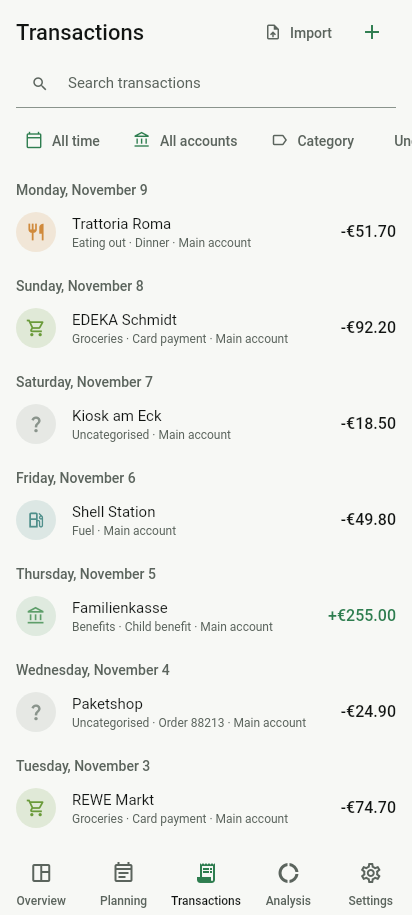 Transactions
Import
Search transactions
All time
All accounts
Category
Monday, November 9
Trattoria Roma
-€51.70
Eating out · Dinner · Main account
Sunday, November 8
EDEKA Schmidt
-€92.20
Groceries · Card payment · Main account
Saturday, November 7
Kiosk am Eck
-€18.50
Uncategorised · Main account
Friday, November 6
Shell Station
-€49.80
Fuel · Main account
Thursday, November 5
Familienkasse
+€255.00
Benefits · Child benefit · Main account
Wednesday, November 4
Paketshop
-€24.90
Uncategorised · Order 88213 · Main account
Tuesday, November 3
REWE Markt
-€74.70
Groceries · Card payment · Main account
Overview
Planning
Transactions
Analysis
Settings